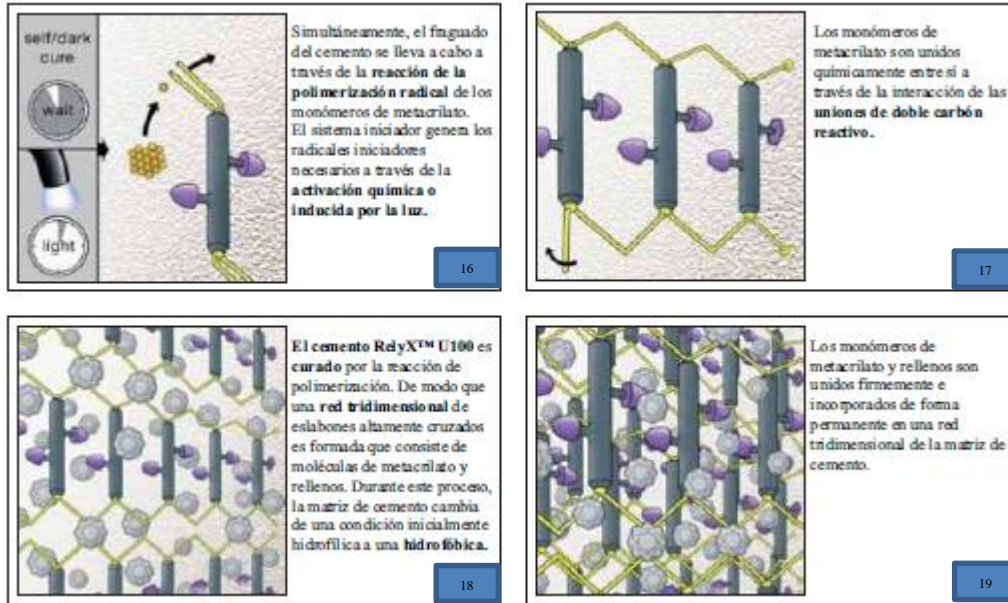 self/dark
cure
wait
light
Simultáneamente, el fraguado
del cemento se lleva a cabo a
través de la reacción de la
polimerización radical de los
monómeros de metacrilato.
El sistema iniciador genera los
radicales iniciadores
necesarios a través de la
activación química o
inducida por la luz.
16
Los monómeros de
metacrilato son unidos
químicamente entre sí a
través de la interacción de las
uniones de doble carbón
reactivo.
17
El cemento RelyX™ U100 es
curado por la reacción de
polimerización. De modo que
una red tridimensional de
eslabones altamente cruzados
es formada que consiste de
moléculas de metacrilato y
rellenos. Durante este proceso,
la matriz de cemento cambia
de una condición inicialmente
hidrofílica a una hidrofóbica.
18
Los monómeros de
metacrilato y rellenos son
unidos firmemente e
incorporados de forma
permanente en una red
tridimensional de la matriz de
cemento.
19